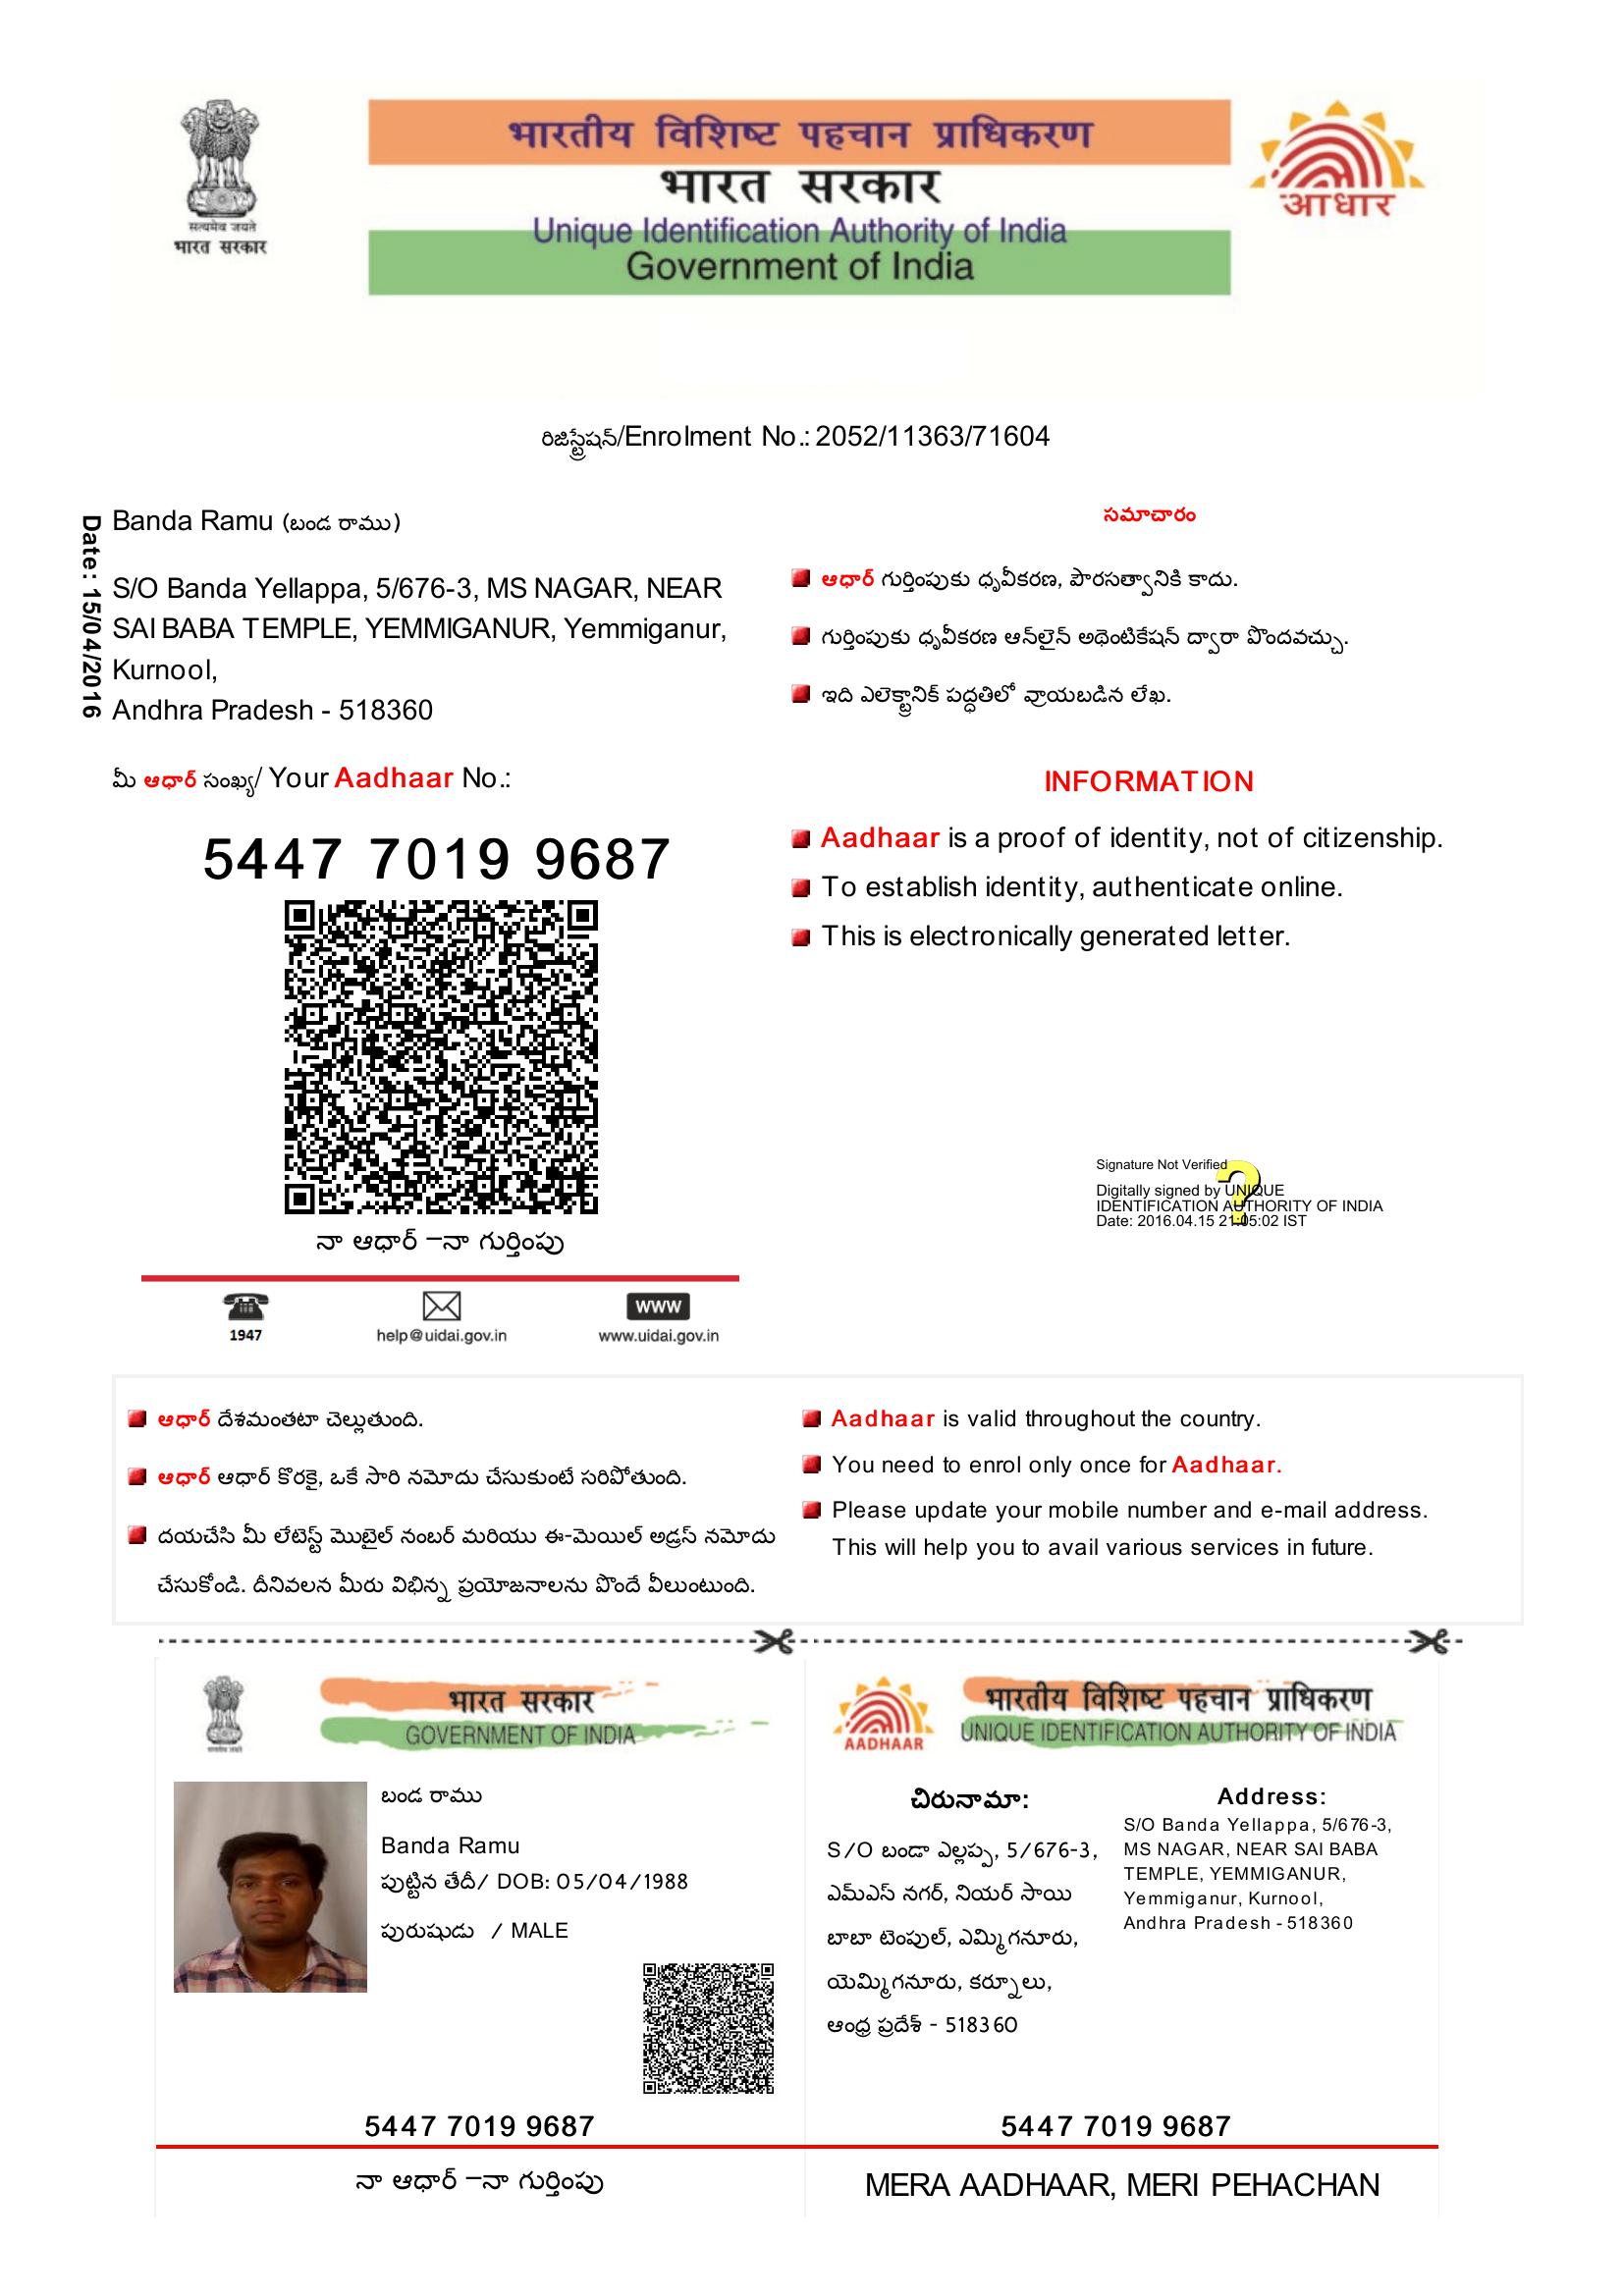 भारतीय विशिष्ट पहचान प्राधिकरण
भारत सरकार
Unique Identification Authority of India
Government of India
सत्यमेव जयते
भारत सरकार
आधार
రిజిస్ట్రేషన్/Enrolment No.: 2052/11363/71604
Date: 15/04/2016
Banda Ramu (బండ రాము)
S/O Banda Yellappa, 5/676-3, MS NAGAR, NEAR
SAI BABA TEMPLE, YEMMIGANUR, Yemmiganur,
Kurnool,
Andhra Pradesh - 518360
మీ ఆధార్ సంఖ్య/ Your Aadhaar No.:
5447 7019 9687
నా ఆధార్ –నా గుర్తింపు
1947
help@uidai.gov.in
www
www.uidai.gov.in
సమాచారం
ఆధార్ గుర్తింపుకు ధృవీకరణ, పౌరసత్వానికి కాదు.
గుర్తింపుకు ధృవీకరణ ఆన్‌లైన్ అథెంటికేషన్ ద్వారా పొందవచ్చు.
ఇది ఎలెక్ట్రానిక్ పద్ధతిలో వ్రాయబడిన లేఖ.
INFORMATION
Aadhaar is a proof of identity, not of citizenship.
To establish identity, authenticate online.
This is electronically generated letter.
Signature Not Verified
Digitally signed by UNIQUE
IDENTIFICATION AUTHORITY OF INDIA
Date: 2016.04.15 21:05:02 IST
ఆధార్ దేశమంతటా చెల్లుతుంది.
ఆధార్ ఆధార్ కొరకై, ఒకే సారి నమోదు చేసుకుంటే సరిపోతుంది.
దయచేసి మీ లేటెస్ట్ మొబైల్ నంబర్ మరియు ఈ-మెయిల్ అడ్రస్ నమోదు
చేసుకోండి. దీనివలన మీరు విభిన్న ప్రయోజనాలను పొందే వీలుంటుంది.
Aadhaar is valid throughout the country.
You need to enrol only once for Aadhaar.
Please update your mobile number and e-mail address.
This will help you to avail various services in future.
भारत सरकार
GOVERNMENT OF INDIA
బండ రాము
Banda Ramu
పుట్టిన తేదీ/ DOB: 05/04/1988
పురుషుడు / MALE
5447 7019 9687
నా ఆధార్ –నా గుర్తింపు
AADHAAR
भारतीय विशिष्ट पहचान प्राधिकरण
UNIQUE IDENTIFICATION AUTHORITY OF INDIA
చిరునామా:
S/O బండా ఎల్లప్ప, 5/676-3,
ఎమ్ఎస్ నగర్, నియర్ సాయి
బాబా టెంపుల్, ఎమ్మిగనూరు,
యెమ్మిగనూరు, కర్నూలు,
ఆంధ్ర ప్రదేశ్ - 518360
Address:
S/O Banda Yellappa, 5/676-3,
MS NAGAR, NEAR SAI BABA
TEMPLE, YEMMIGANUR,
Yemmiganur, Kurnool,
Andhra Pradesh - 518360
5447 7019 9687
MERA AADHAAR, MERI PEHACHAN